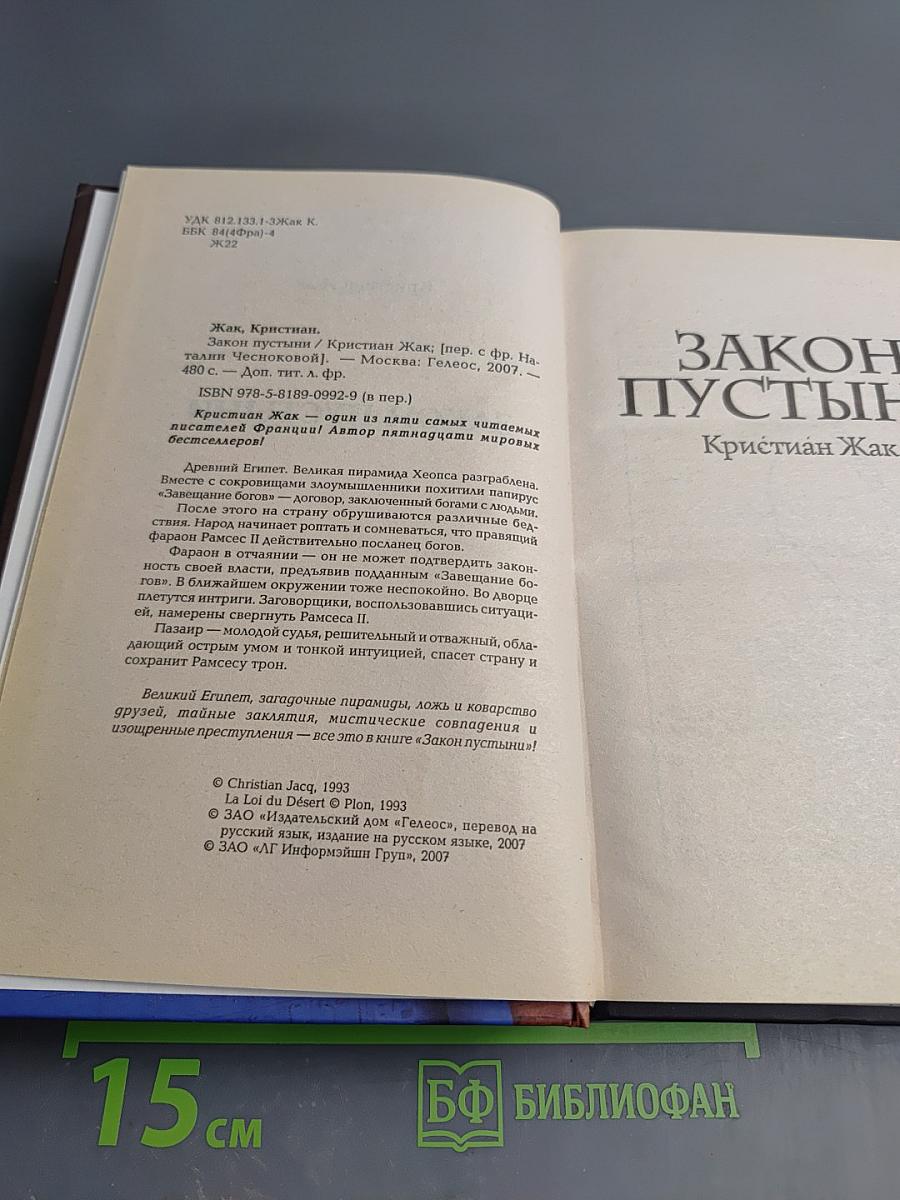 УДК 812.133.1-3Жак К.
ББК 84(4Фра)-4
Ж22
Жак, Кристиан.
Закон пустыни / Кристиан Жак; [пер. с фр. На-
талии Чесноковой]. — Москва: Гелеос, 2007. —
480 с. — Доп. тит. л. фр.
ISBN 978-5-8189-0992-9 (в пер.)
Кристиан Жак — один из пяти самых читаемых
писателей Франции! Автор пятнадцати мировых
бестселлеров!
Древний Египет. Великая пирамида Хеопса разграблена.
Вместе с сокровищами злоумышленники похитили папирус
«Завещание богов» — договор, заключенный богами с людьми.
После этого на страну обрушиваются различные бед-
ствия. Народ начинает роптать и сомневаться, что правящий
фараон Рамсес II действительно посланец богов.
Фараон в отчаянии — он не может подтвердить закон-
ность своей власти, предъявив подданным «Завещание бо-
гов». В ближайшем окружении тоже неспокойно. Во дворце
плетутся интриги. Заговорщики, воспользовавшись ситуаци-
ей, намерены свергнуть Рамсеса II.
Пазаир — молодой судья, решительный и отважный, обла-
дающий острым умом и тонкой интуицией, спасет страну и
сохранит Рамсесу трон.
Великий Египет, загадочные пирамиды, ложь и коварство
друзей, тайные заклятия, мистические совпадения и
изощренные преступления — все это в книге «Закон пустыни»!
© Christian Jacq, 1993
La Loi du Désert © Plon, 1993
© ЗАО «Издательский дом «Гелеос», перевод на
русский язык, издание на русском языке, 2007
© ЗАО «ЛГ Информэйшн Груп», 2007
ЗАКОН
ПУСТЫН
Кристиан Жак
15 см
БФ БИБЛИОФАН